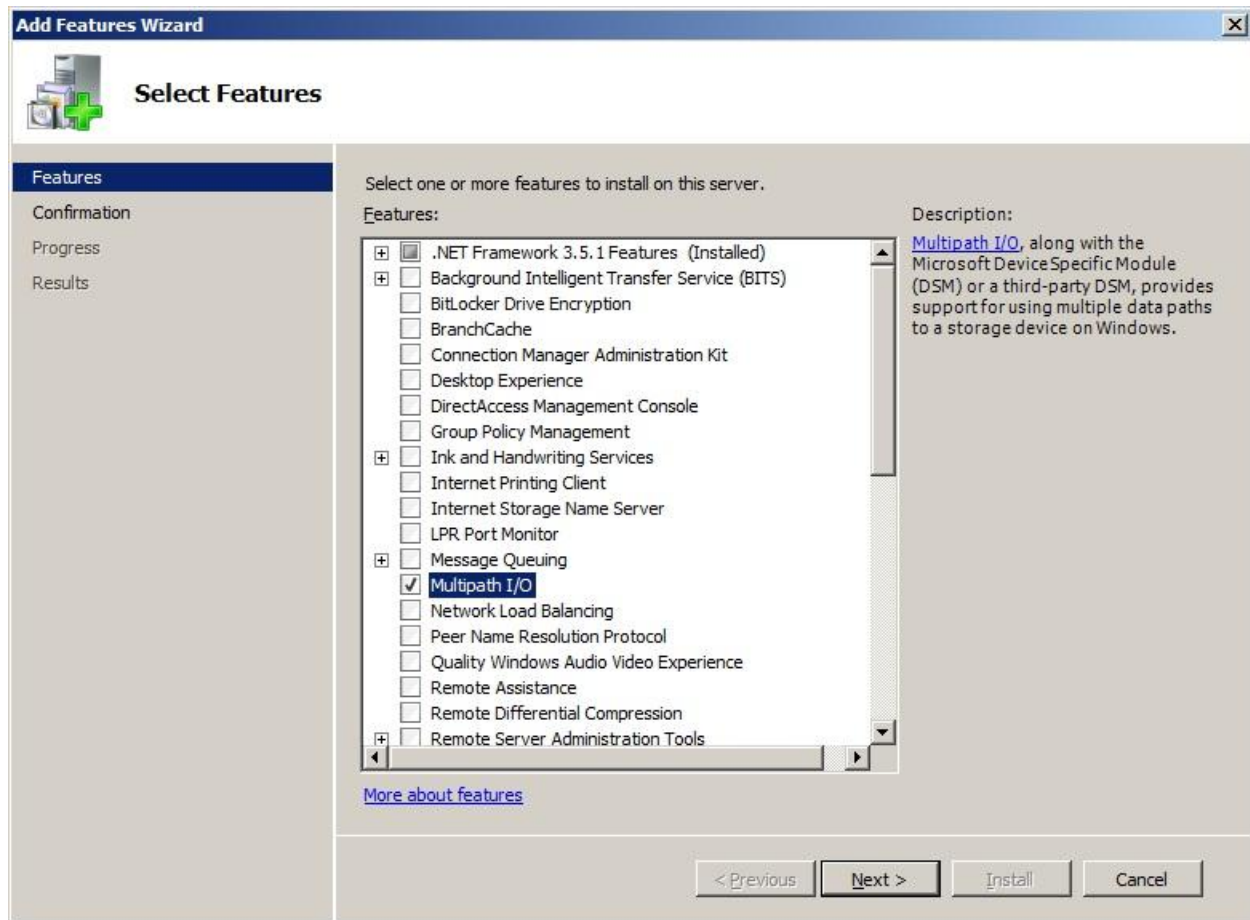 Add Features Wizard
Select Features
Features
Confirmation
Progress
Results
Select one or more features to install on this server.
Features:
.NET Framework 3.5.1 Features (Installed)
Background Intelligent Transfer Service (BITS)
BitLocker Drive Encryption
BranchCache
Connection Manager Administration Kit
Desktop Experience
DirectAccess Management Console
Group Policy Management
Ink and Handwriting Services
Internet Printing Client
Internet Storage Name Server
LPR Port Monitor
Message Queuing
Multipath I/O
Network Load Balancing
Peer Name Resolution Protocol
Quality Windows Audio Video Experience
Remote Assistance
Remote Differential Compression
Remote Server Administration Tools
More about features
Description:
Multipath I/O, along with the
Microsoft Device Specific Module
(DSM) or a third-party DSM, provides
support for using multiple data paths
to a storage device on Windows.
< Previous
Next >
Install
Cancel